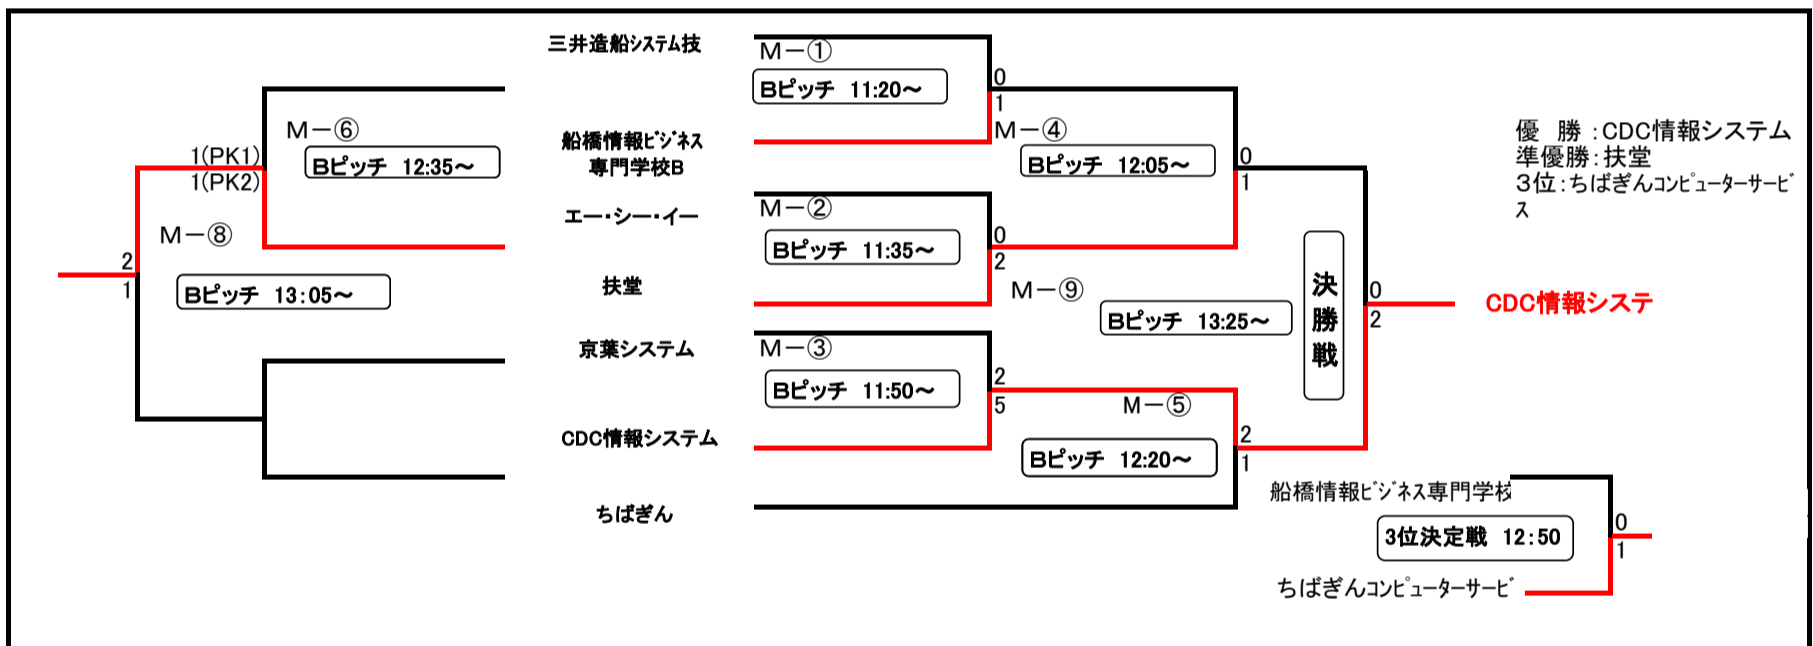 三井造船システム技
M－①
Bピッチ 11:20～
0
1
船橋情報ビジネス
専門学校B
M－④
Bピッチ 12:05～
0
1
M－⑥
Bピッチ 12:35～
1(PK1)
1(PK2)
エー・シー・イー
M－②
Bピッチ 11:35～
0
2
扶堂
M－⑧
Bピッチ 13:05～
2
1
M－⑨
Bピッチ 13:25～
決勝戦
0
2
CDC情報システ
優 勝:CDC情報システム
準優勝:扶堂
3位:ちばぎんコンピューターサービ
ス
京葉システム
M－③
Bピッチ 11:50～
2
5
CDC情報システム
M－⑤
Bピッチ 12:20～
2
1
ちばぎん
船橋情報ビジネス専門学校
3位決定戦 12:50
0
1
ちばぎんコンピューターサービ